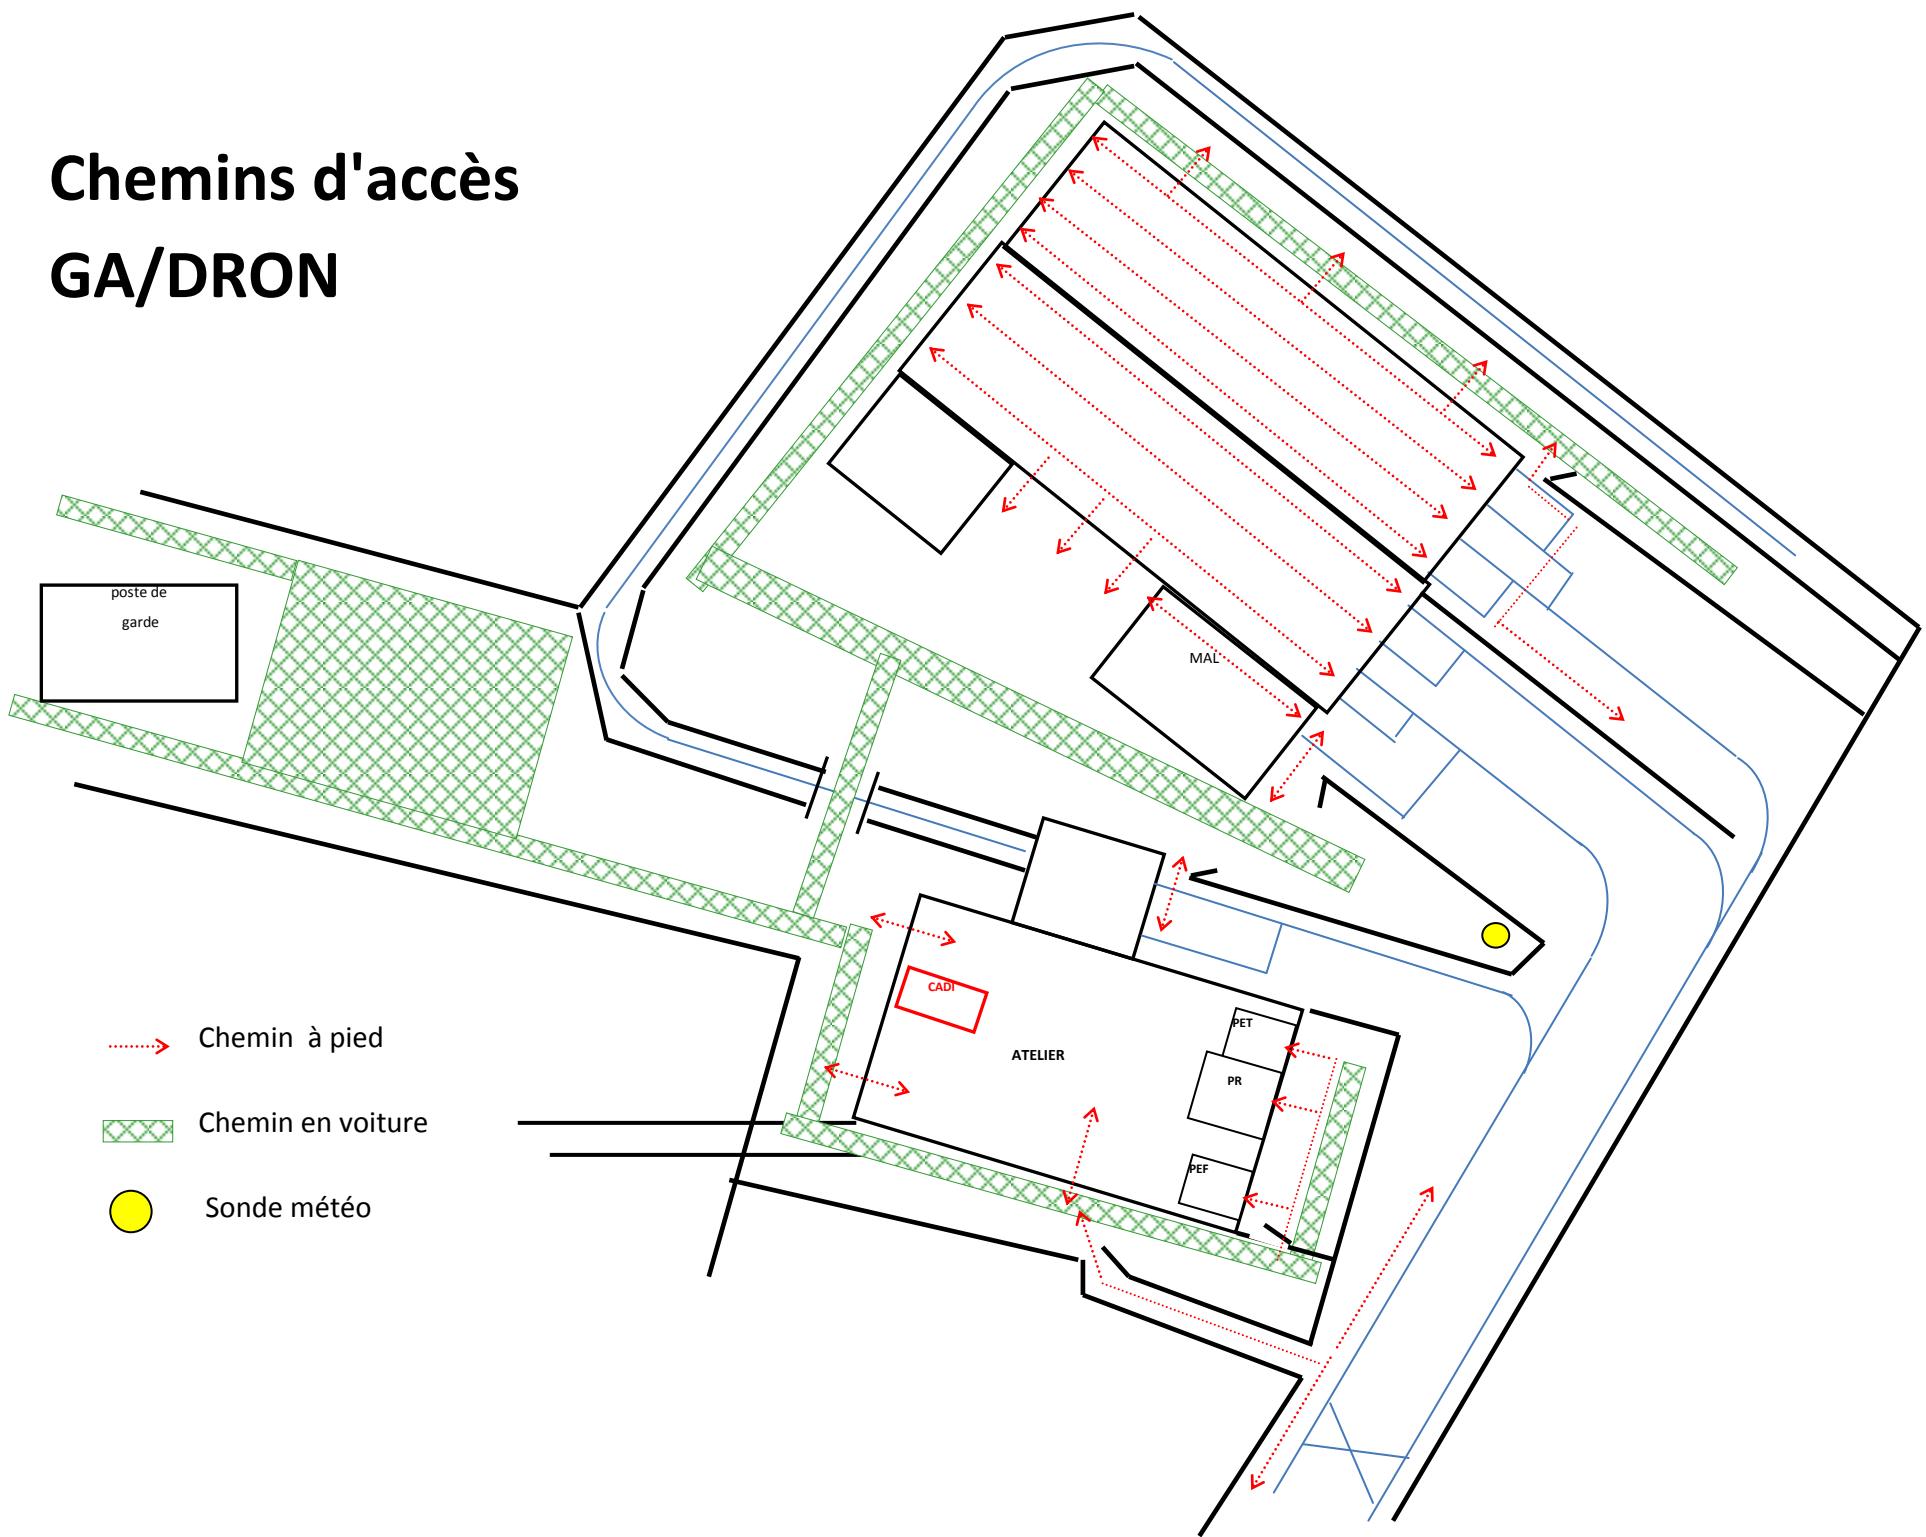 Chemins d'accès
GA/DRON
poste de
garde
MAL
CADI
ATELIER
PET
PR
PEF
Chemin à pied
Chemin en voiture
Sonde météo